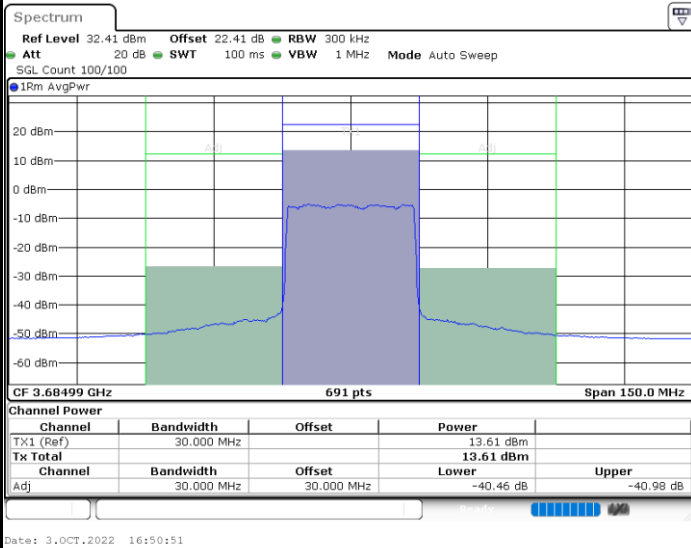 Spectrum
Ref Level 32.41 dBm Offset 22.41 dB RBW 300 kHz
Att 20 dB SWT 100 ms VBW 1 MHz Mode Auto Sweep
SGL Count 100/100
1Rm AvgPwr
TX1
20 dBm
Adj Adj
10 dBm
0 dBm
-10 dBm
-20 dBm
-30 dBm
-40 dBm
-50 dBm
-60 dBm
CF 3.68499 GHz 691 pts Span 150.0 MHz
Channel Power
Channel Bandwidth Offset Power
TX1 (Ref) 30.000 MHz 13.61 dBm
Tx Total 13.61 dBm
Channel Bandwidth Offset Lower Upper
Adj 30.000 MHz 30.000 MHz -40.46 dB -40.98 dB
Ready
Date: 3.OCT.2022 16:50:51